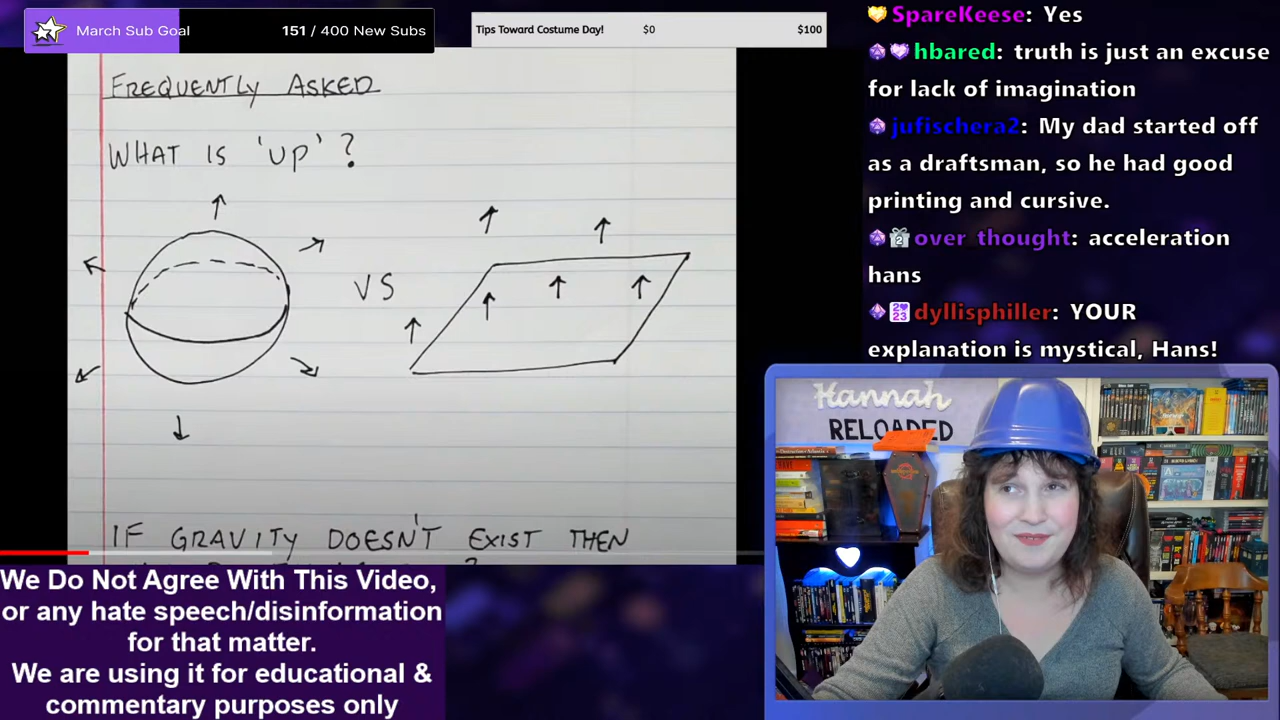 March Sub Goal
151 / 400 New Subs
Tips Toward Costume Day!
$0
$100
FREQUENTLY ASKED
WHAT IS 'UP'?
VS
IF GRAVITY DOESN'T EXIST THEN
We Do Not Agree With This Video,
or any hate speech/disinformation
for that matter.
We are using it for educational &
commentary purposes only
SpareKeese: Yes
hbared: truth is just an excuse
for lack of imagination
jufischera2: My dad started off
as a draftsman, so he had good
printing and cursive.
over thought: acceleration
hans
dyllisphiller: YOUR
explanation is mystical, Hans!
Hannah
RELOADED